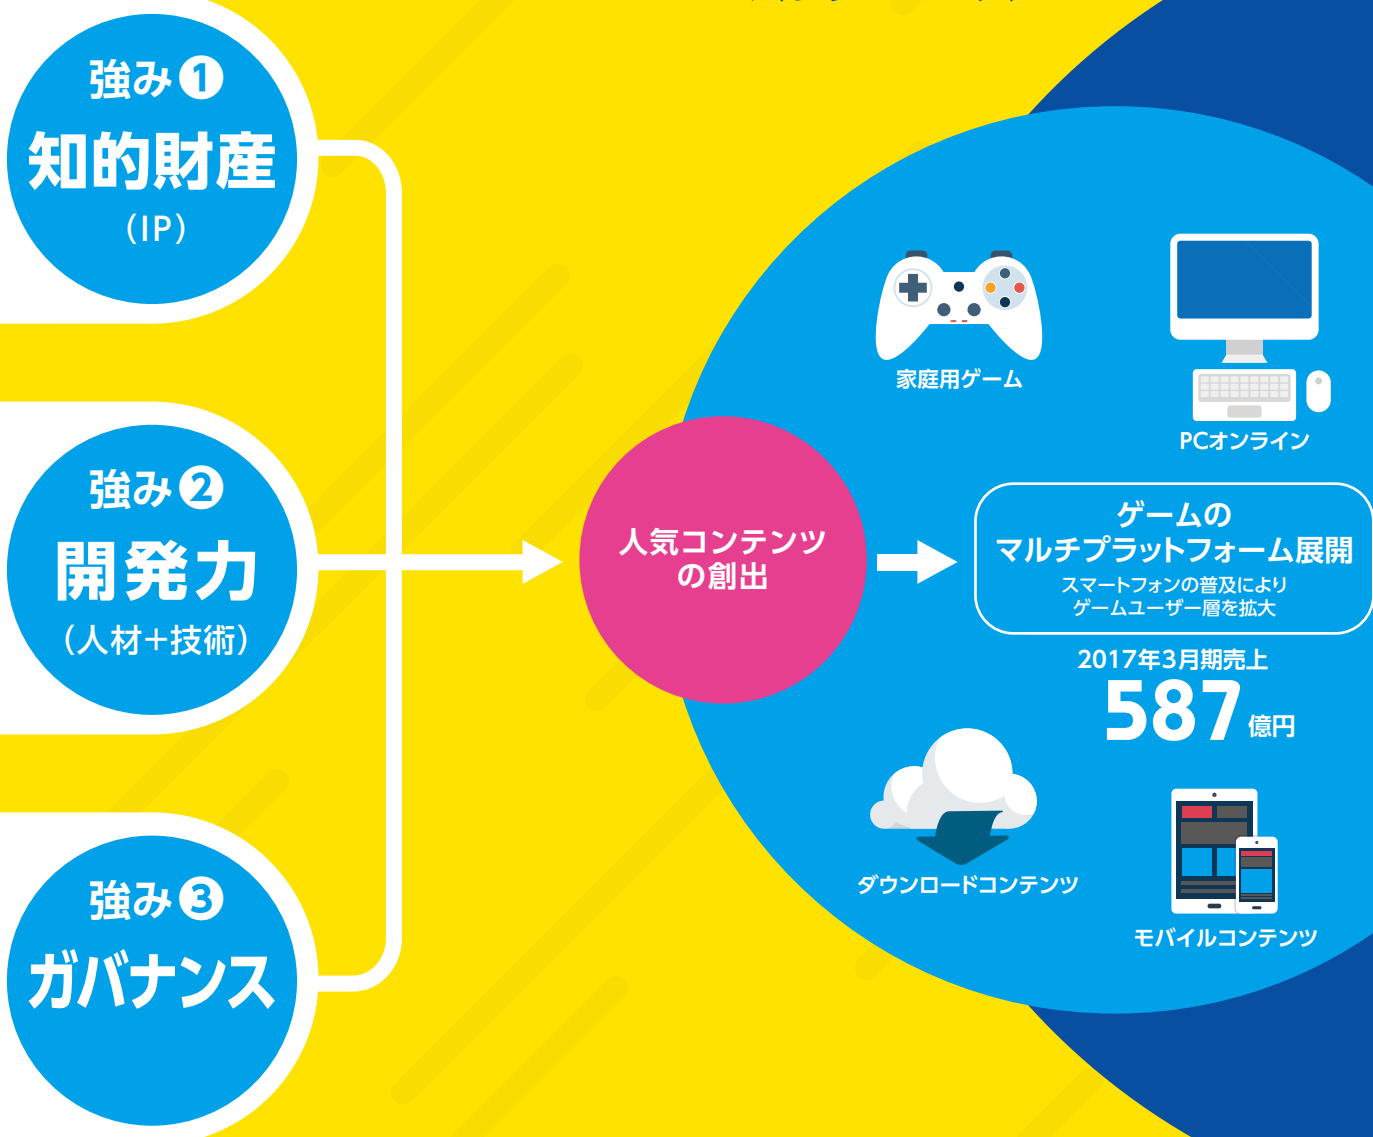 強み❶
知的財産
（IP）
強み❷
開発力
（人材＋技術）
強み❸
ガバナンス
人気コンテンツ
の創出
家庭用ゲーム
PCオンライン
ゲームの
マルチプラットフォーム展開
スマートフォンの普及により
ゲームユーザー層を拡大
2017年3月期売上
587億円
ダウンロードコンテンツ
モバイルコンテンツ